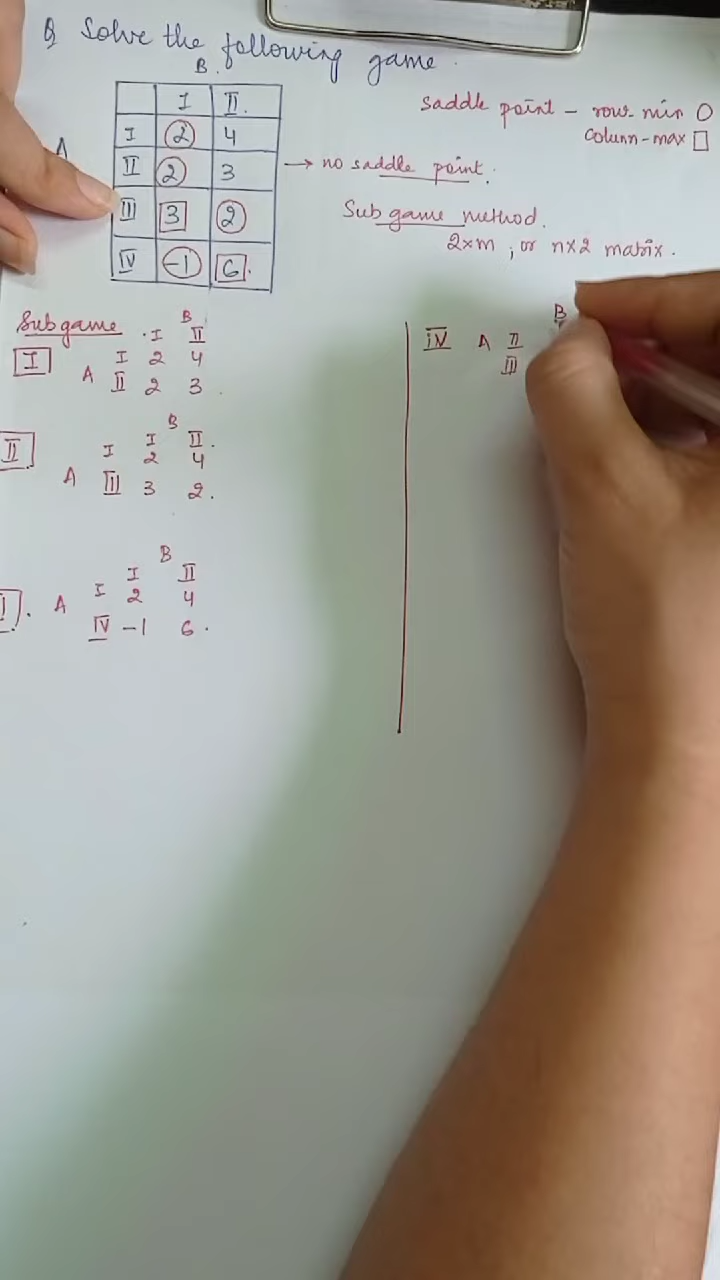 Q Solve the following game.
B.
I II.
A
I 2 4
II 2 3
III 3 2
IV -1 6.
saddle point - row-min O
column-max □
→ no saddle point.
Sub game method.
2×m, or n×2 matrix.
Subgame
I
B
I II
A
I 2 4
II 2 3
II
B
I II.
A
I 2 4
III 3 2.
B
I II
A
I 2 4
IV -1 6.
IV A
B
II
III